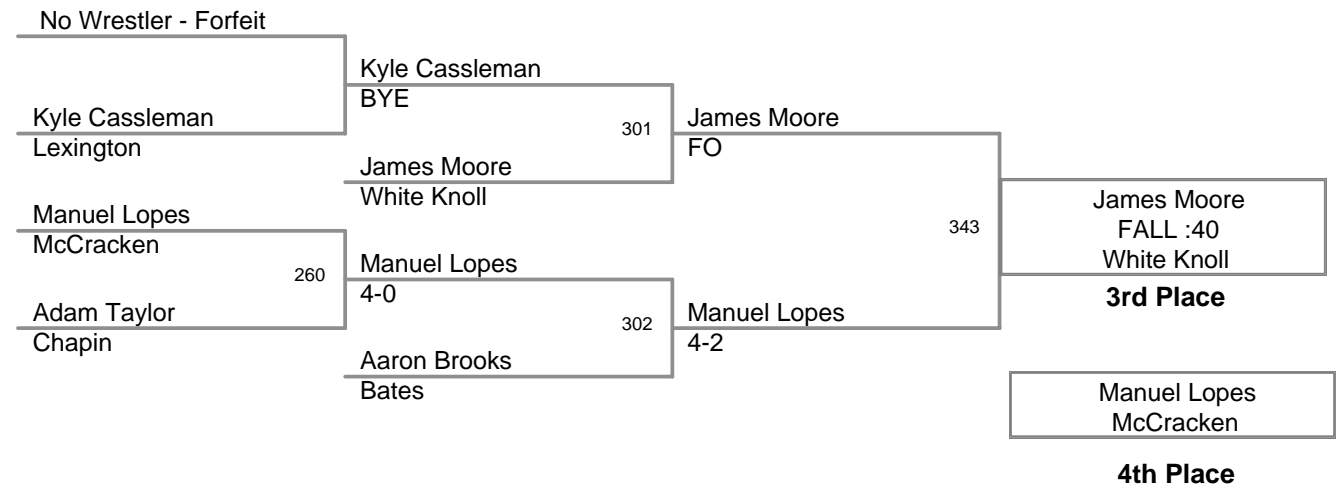 No Wrestler - Forfeit
Kyle Cassleman
Lexington
Manuel Lopes
McCracken
Adam Taylor
Chapin
260
Kyle Cassleman
BYE
James Moore
White Knoll
Manuel Lopes
4-0
Aaron Brooks
Bates
301
302
James Moore
FO
Manuel Lopes
4-2
343
James Moore
FALL :40
White Knoll
3rd Place
Manuel Lopes
McCracken
4th Place